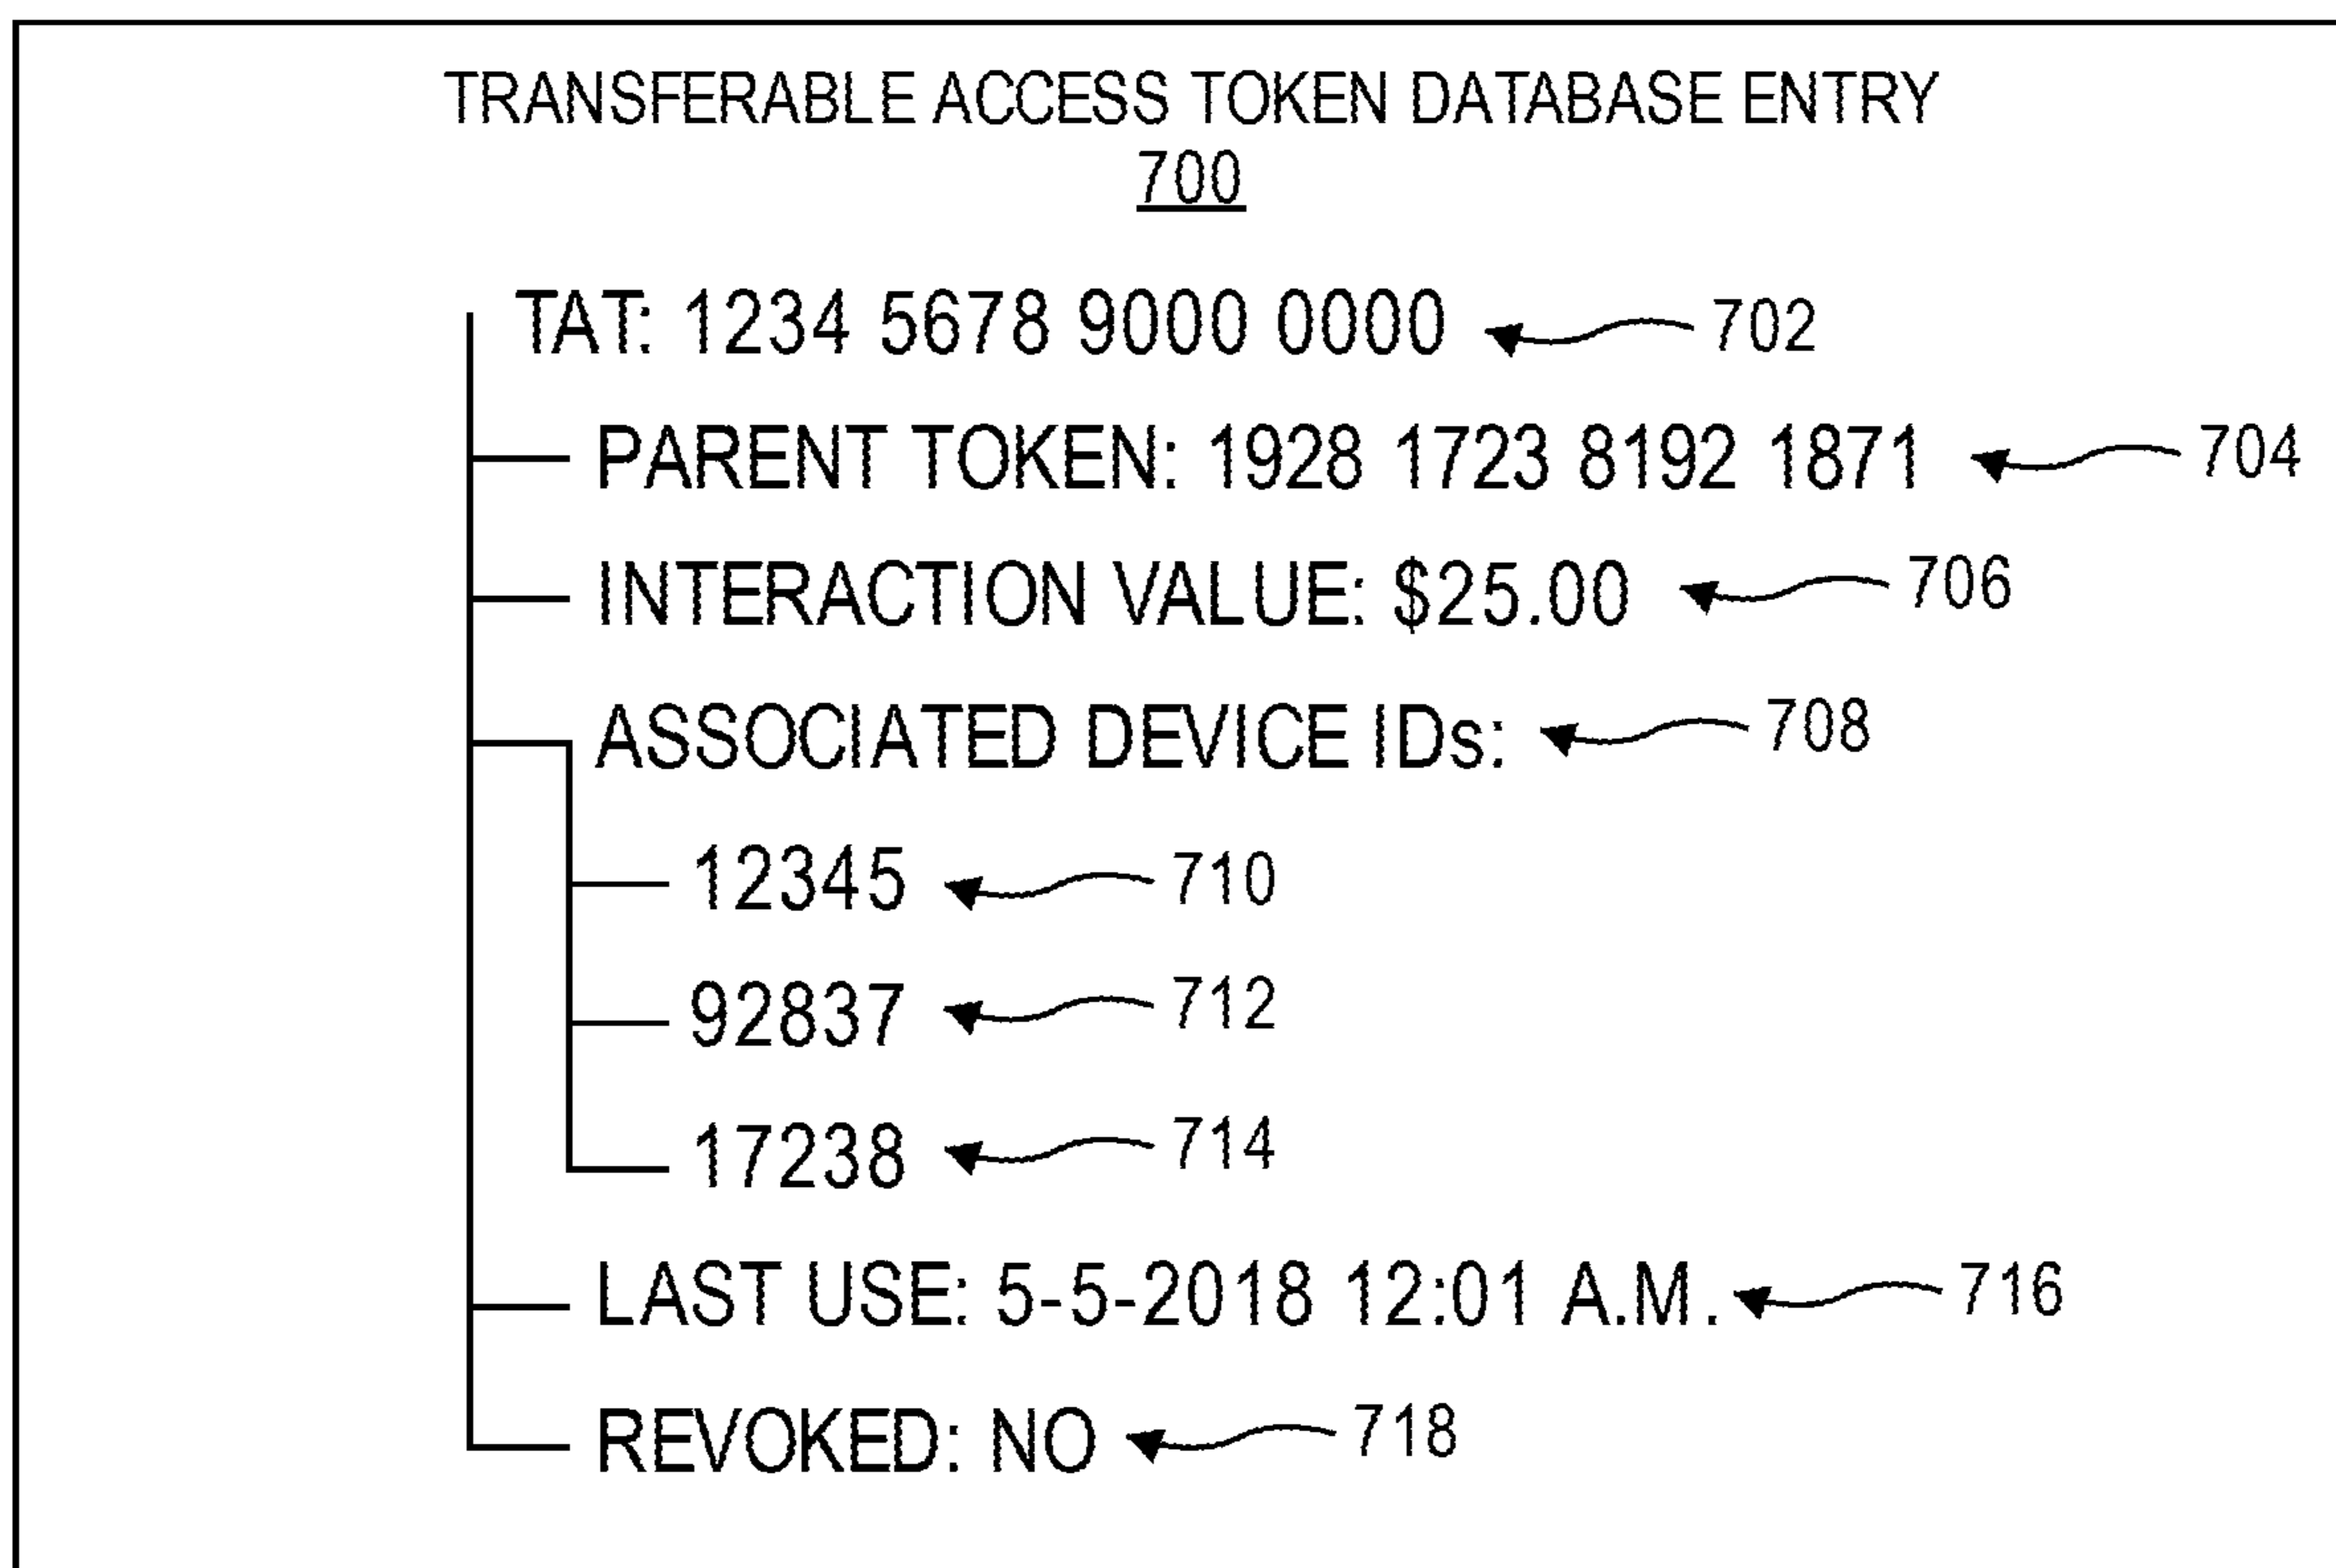 TRANSFERABLE ACCESS TOKEN DATABASE ENTRY
700
TAT: 1234 5678 9000 0000 702
PARENT TOKEN: 1928 1723 8192 1871 704
INTERACTION VALUE: $25.00 706
ASSOCIATED DEVICE IDs: 708
12345 710
92837 712
17238 714
LAST USE: 5-5-2018 12:01 A.M. 716
REVOKED: NO 718